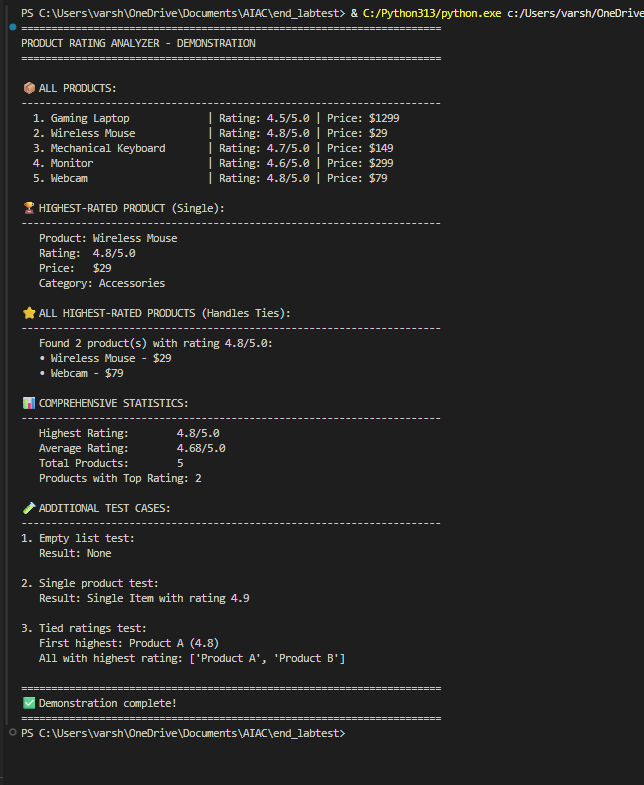 PS C:\Users\varsh\OneDrive\Documents\AIAC\end_labtest> & C:/Python313/python.exe c:/Users/varsh/OneDrive
======================================================================
PRODUCT RATING ANALYZER - DEMONSTRATION
======================================================================
📦 ALL PRODUCTS:
----------------------------------------------------------------------
1. Gaming Laptop | Rating: 4.5/5.0 | Price: $1299
2. Wireless Mouse | Rating: 4.8/5.0 | Price: $29
3. Mechanical Keyboard | Rating: 4.7/5.0 | Price: $149
4. Monitor | Rating: 4.6/5.0 | Price: $299
5. Webcam | Rating: 4.8/5.0 | Price: $79
🏆 HIGHEST-RATED PRODUCT (Single):
----------------------------------------------------------------------
Product: Wireless Mouse
Rating: 4.8/5.0
Price: $29
Category: Accessories
⭐ ALL HIGHEST-RATED PRODUCTS (Handles Ties):
----------------------------------------------------------------------
Found 2 product(s) with rating 4.8/5.0:
• Wireless Mouse - $29
• Webcam - $79
📊 COMPREHENSIVE STATISTICS:
----------------------------------------------------------------------
Highest Rating: 4.8/5.0
Average Rating: 4.68/5.0
Total Products: 5
Products with Top Rating: 2
🧪 ADDITIONAL TEST CASES:
----------------------------------------------------------------------
1. Empty list test:
Result: None
2. Single product test:
Result: Single Item with rating 4.9
3. Tied ratings test:
First highest: Product A (4.8)
All with highest rating: ['Product A', 'Product B']
======================================================================
✅ Demonstration complete!
======================================================================
PS C:\Users\varsh\OneDrive\Documents\AIAC\end_labtest>